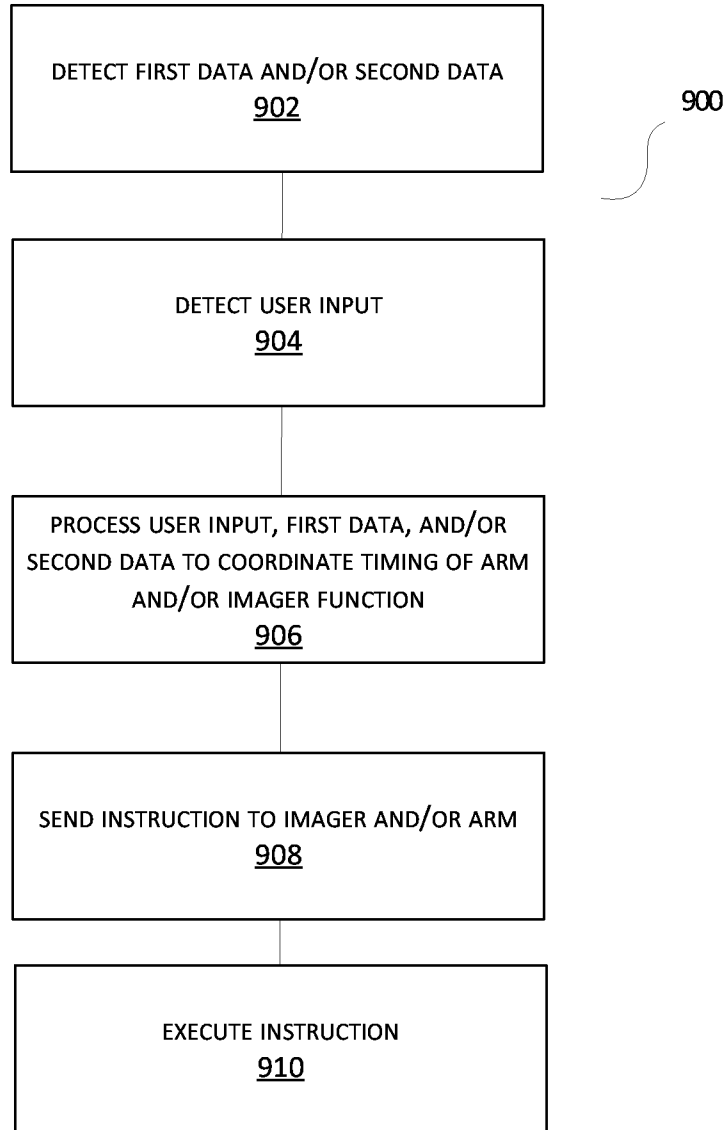 DETECT FIRST DATA AND/OR SECOND DATA
902
900
DETECT USER INPUT
904
PROCESS USER INPUT, FIRST DATA, AND/OR
SECOND DATA TO COORDINATE TIMING OF ARM
AND/OR IMAGER FUNCTION
906
SEND INSTRUCTION TO IMAGER AND/OR ARM
908
EXECUTE INSTRUCTION
910